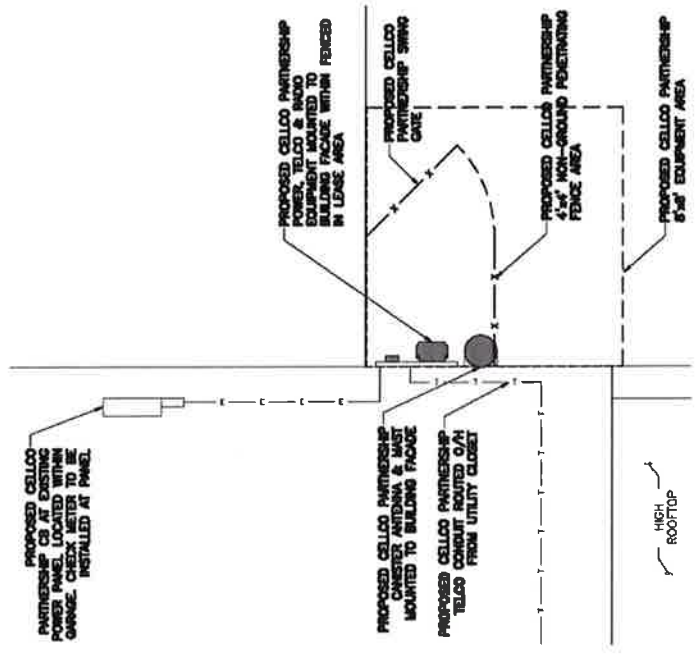 PROPOSED CELLCO
PARTNERSHIP CB AT EXISTING
POWER PANEL LOCATED WITHIN
GARAGE. CHECK METER TO BE
INSTALLED AT PANEL
PROPOSED CELLCO PARTNERSHIP
POWER, TELCO & RADIO
EQUIPMENT MOUNTED TO
BUILDING FACADE WITHIN FENCED
IN LEASE AREA
PROPOSED CELLCO
PARTNERSHIP SWING
GATE
PROPOSED CELLCO PARTNERSHIP
4'x4' NON-GROUND PENETRATING
FENCE AREA
PROPOSED CELLCO PARTNERSHIP
8'x8' EQUIPMENT AREA
PROPOSED CELLCO PARTNERSHIP
CANISTER ANTENNA & MAST
MOUNTED TO BUILDING FACADE
PROPOSED CELLCO PARTNERSHIP
TELCO CONDUIT ROUTED O/H
FROM UTILITY CLOSET
HIGH
ROOFTOP
E E E E
T T T T T T T
X X X X